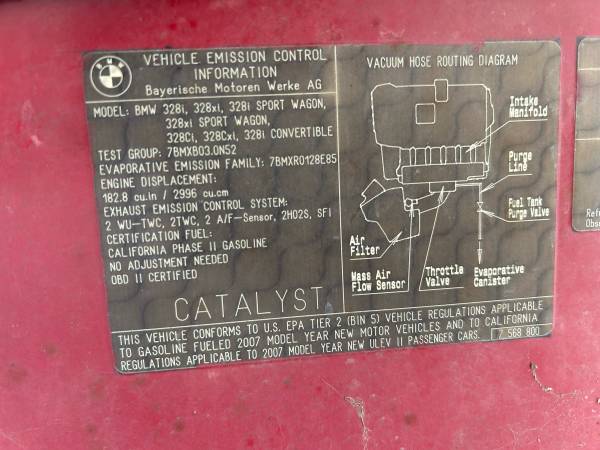 BMW
VEHICLE EMISSION CONTROL
INFORMATION
Bayerische Motoren Werke AG
MODEL: BMW 328i, 328xi, 328i SPORT WAGON,
328xi SPORT WAGON,
328Ci, 328Cxi, 328i CONVERTIBLE
TEST GROUP: 7BMXB03.0N52
EVAPORATIVE EMISSION FAMILY: 7BMXR0128E85
ENGINE DISPLACEMENT:
182.8 cu.in / 2996 cu.cm
EXHAUST EMISSION CONTROL SYSTEM:
2 WU-TWC, 2TWC, 2 A/F-Sensor, 2HO2S, SFI
CERTIFICATION FUEL:
CALIFORNIA PHASE II GASOLINE
NO ADJUSTMENT NEEDED
OBD II CERTIFIED
CATALYST
VACUUM HOSE ROUTING DIAGRAM
Intake
Manifold
Purge
Line
Fuel Tank
Purge Valve
Air
Filter
Mass Air
Flow Sensor
Throttle
Valve
Evaporative
Canister
THIS VEHICLE CONFORMS TO U.S. EPA TIER 2 (BIN 5) VEHICLE REGULATIONS APPLICABLE
TO GASOLINE FUELED 2007 MODEL YEAR NEW MOTOR VEHICLES AND TO CALIFORNIA
REGULATIONS APPLICABLE TO 2007 MODEL YEAR NEW ULEV II PASSENGER CARS. 7 568 800
Refr
Obse